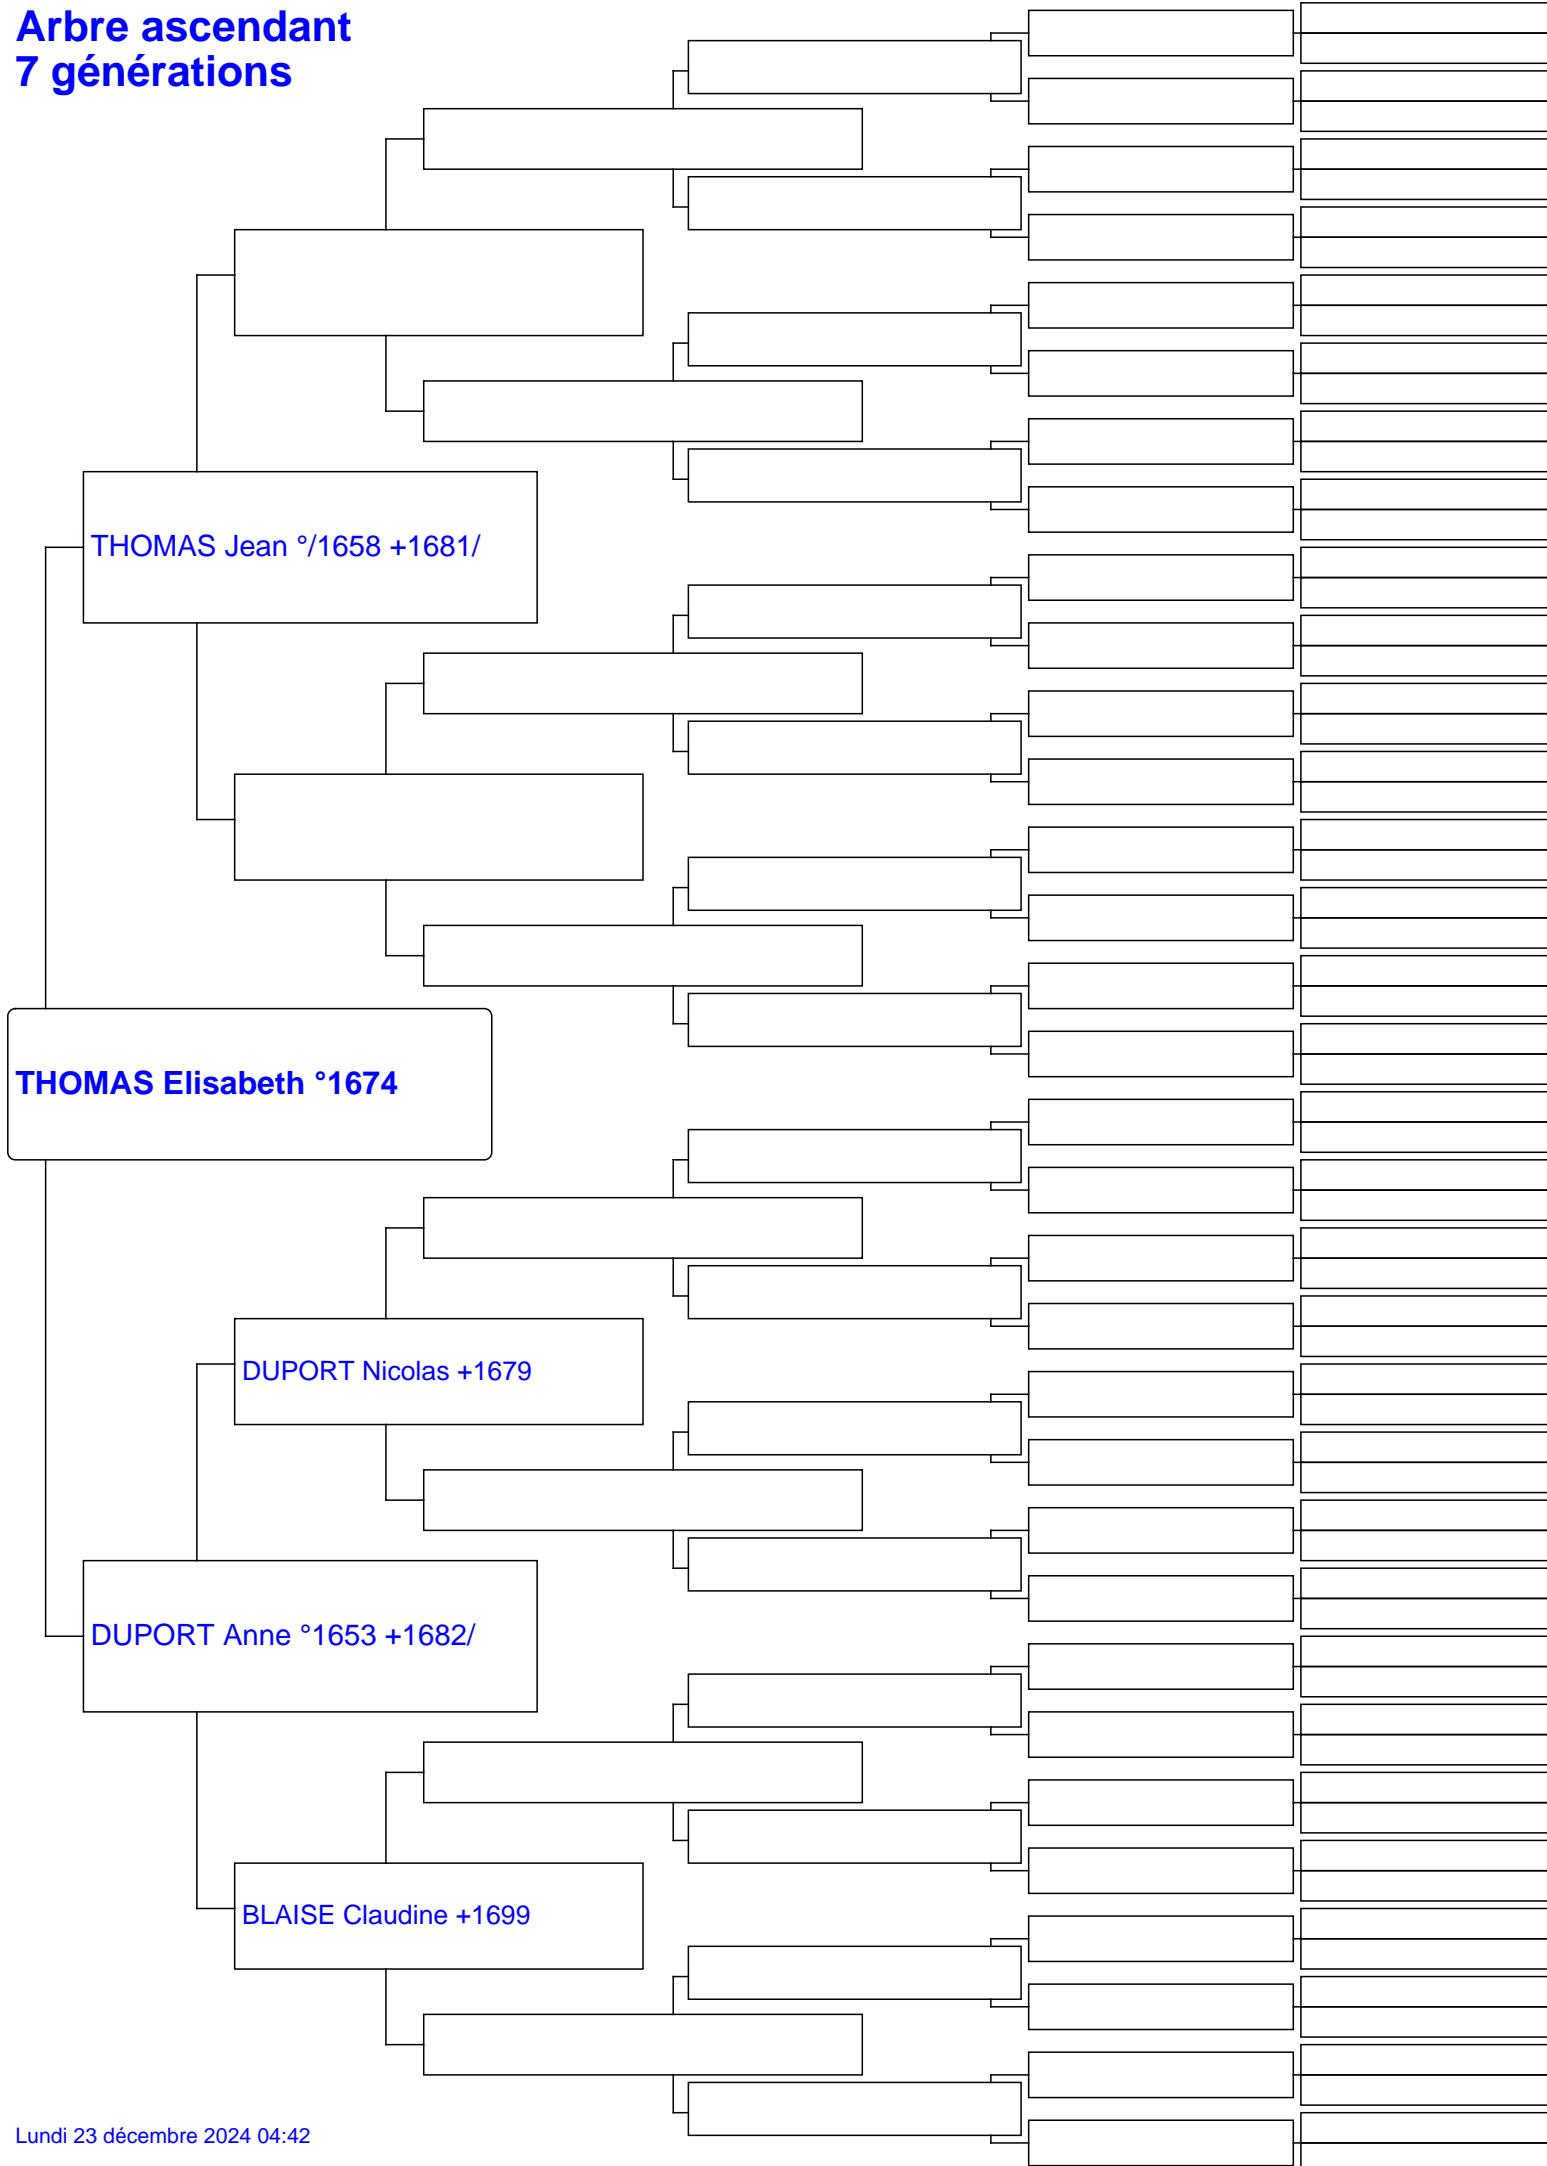 Arbre ascendant
7 générations
THOMAS Jean °/1658 +1681/
THOMAS Elisabeth °1674
DUPORT Nicolas +1679
DUPORT Anne °1653 +1682/
BLAISE Claudine +1699
Lundi 23 décembre 2024 04:42